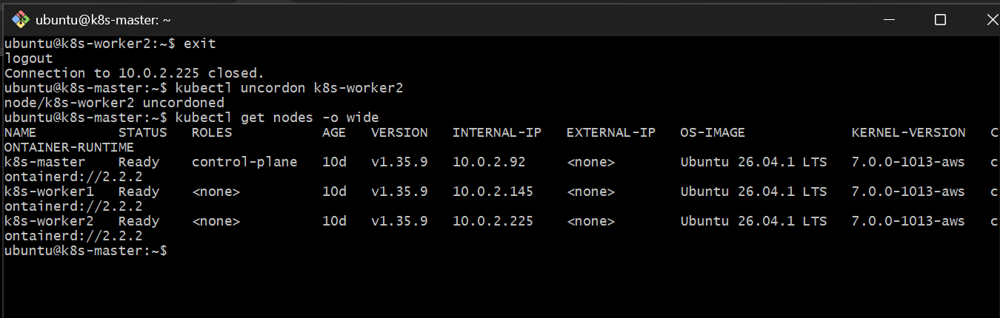 ubuntu@k8s-master: ~
ubuntu@k8s-worker2:~$ exit
logout
Connection to 10.0.2.225 closed.
ubuntu@k8s-master:~$ kubectl uncordon k8s-worker2
node/k8s-worker2 uncordoned
ubuntu@k8s-master:~$ kubectl get nodes -o wide
NAME          STATUS   ROLES           AGE   VERSION   INTERNAL-IP   EXTERNAL-IP   OS-IMAGE             KERNEL-VERSION    C
ONTAINER-RUNTIME
k8s-master    Ready    control-plane   10d   v1.35.9   10.0.2.92     <none>        Ubuntu 26.04.1 LTS   7.0.0-1013-aws    c
ontainerd://2.2.2
k8s-worker1   Ready    <none>          10d   v1.35.9   10.0.2.145    <none>        Ubuntu 26.04.1 LTS   7.0.0-1013-aws    c
ontainerd://2.2.2
k8s-worker2   Ready    <none>          10d   v1.35.9   10.0.2.225    <none>        Ubuntu 26.04.1 LTS   7.0.0-1013-aws    c
ontainerd://2.2.2
ubuntu@k8s-master:~$